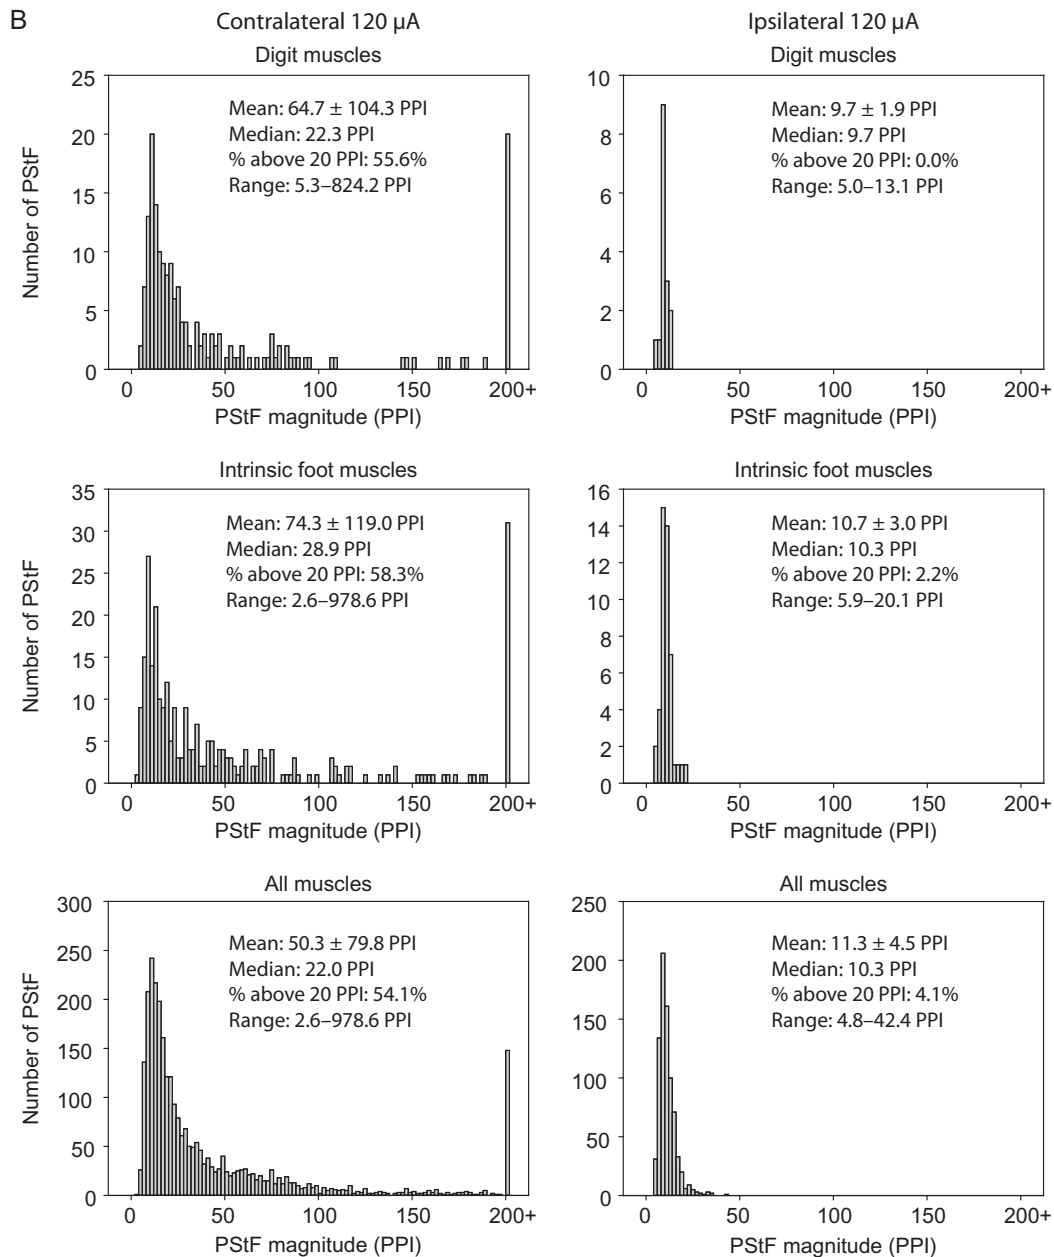 B
Contralateral 120 µA
Ipsilateral 120 µA
Digit muscles
25
20
15
10
5
0
Number of PStF
Mean: 64.7 ± 104.3 PPI
Median: 22.3 PPI
% above 20 PPI: 55.6%
Range: 5.3–824.2 PPI
0 50 100 150 200+
PStF magnitude (PPI)
Digit muscles
10
8
6
4
2
0
Mean: 9.7 ± 1.9 PPI
Median: 9.7 PPI
% above 20 PPI: 0.0%
Range: 5.0–13.1 PPI
0 50 100 150 200+
PStF magnitude (PPI)
Intrinsic foot muscles
35
30
25
20
15
10
5
0
Number of PStF
Mean: 74.3 ± 119.0 PPI
Median: 28.9 PPI
% above 20 PPI: 58.3%
Range: 2.6–978.6 PPI
0 50 100 150 200+
PStF magnitude (PPI)
Intrinsic foot muscles
16
14
12
10
8
6
4
2
0
Mean: 10.7 ± 3.0 PPI
Median: 10.3 PPI
% above 20 PPI: 2.2%
Range: 5.9–20.1 PPI
0 50 100 150 200+
PStF magnitude (PPI)
All muscles
300
250
200
150
100
50
0
Number of PStF
Mean: 50.3 ± 79.8 PPI
Median: 22.0 PPI
% above 20 PPI: 54.1%
Range: 2.6–978.6 PPI
0 50 100 150 200+
PStF magnitude (PPI)
All muscles
250
200
150
100
50
0
Mean: 11.3 ± 4.5 PPI
Median: 10.3 PPI
% above 20 PPI: 4.1%
Range: 4.8–42.4 PPI
0 50 100 150 200+
PStF magnitude (PPI)